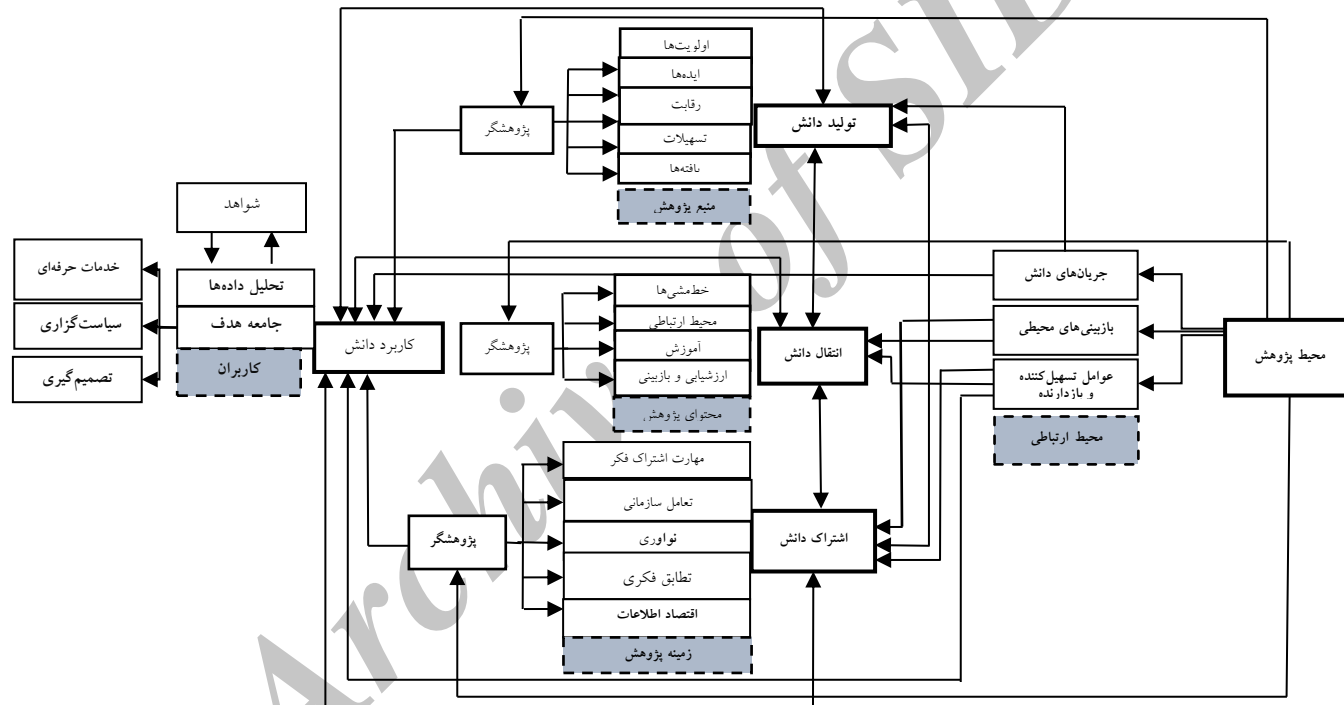 اولویت‌ها
ایده‌ها
رقابت
تسهیلات
یافته‌ها
منبع پژوهش
پژوهشگر
تولید دانش
شواهد
تحلیل داده‌ها
جامعه هدف
کاربران
خدمات حرفه‌ای
سیاست‌گزاری
تصمیم‌گیری
کاربرد دانش
پژوهشگر
خط‌مشی‌ها
محیط ارتباطی
آموزش
ارزشیابی و بازبینی
محتوای پژوهش
انتقال دانش
جریان‌های دانش
بازبینی‌های محیطی
عوامل تسهیل‌کننده
و بازدارنده
محیط ارتباطی
محیط پژوهش
پژوهشگر
مهارت اشتراک فکر
تعامل سازمانی
نواوری
تطابق فکری
اقتصاد اطلاعات
زمینه پژوهش
اشتراک دانش
Archive of